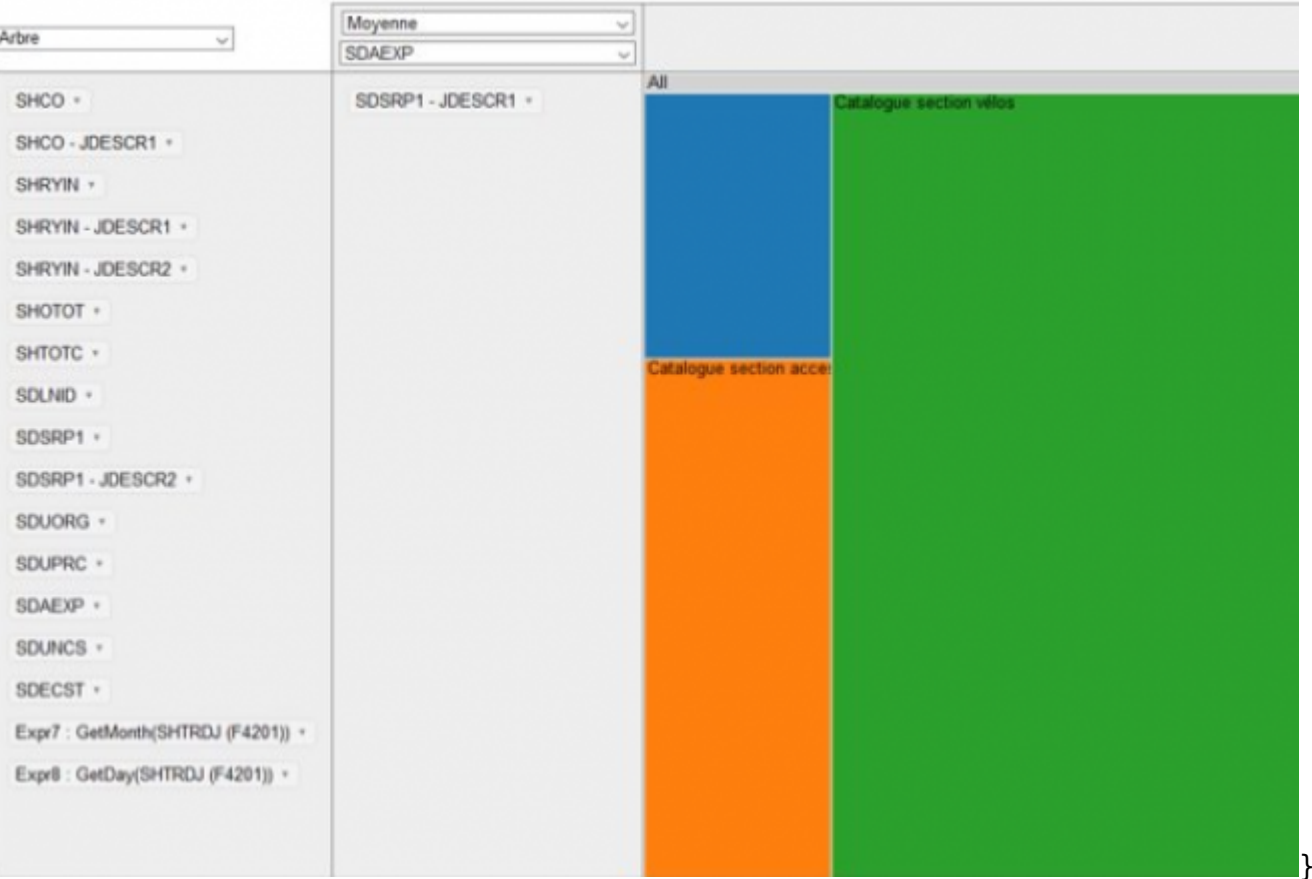 Arbre
Moyenne
SDAEXP
All
SHCO
SHCO - JDESCR1
SHRYIN
SHRYIN - JDESCR1
SHRYIN - JDESCR2
SHOTOT
SHTOTC
SDLNID
SDSRP1
SDSRP1 - JDESCR2
SDUORG
SDUPRC
SDAEXP
SDUNCS
SDECST
Expr7 : GetMonth(SHTRDJ (F4201))
Expr8 : GetDay(SHTRDJ (F4201))
SDSRP1 - JDESCR1
Catalogue section vélos
Catalogue section acces
}